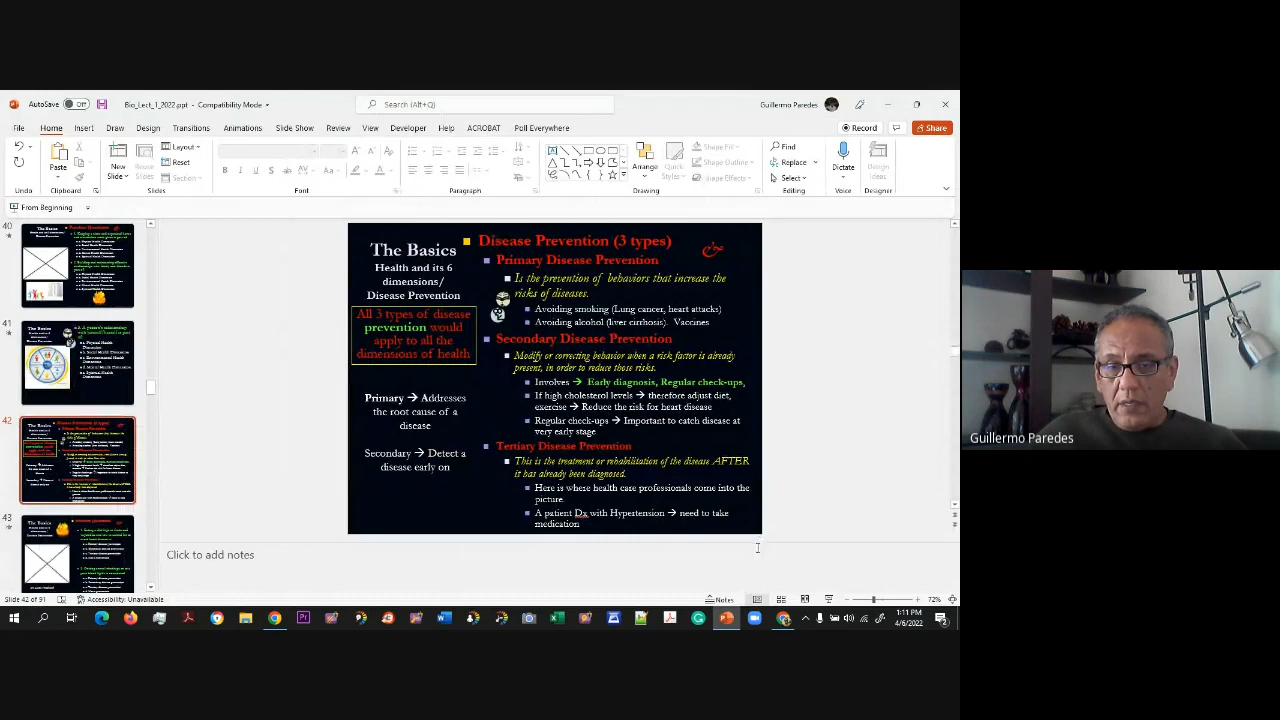 AutoSave Off Bio_Lect_1_2022.ppt - Compatibility Mode Search (Alt+Q) Guillermo Paredes
File Home Insert Draw Design Transitions Animations Slide Show Review View Developer Help ACROBAT Poll Everywhere Record Share
Paste New Slide Layout Reset Section Reuse Slides Arrange Quick Styles Shape Fill Shape Outline Shape Effects Find Replace Select Dictate Design Ideas
Undo Clipboard Slides Font Paragraph Drawing Editing Voice Designer
From Beginning
40
41
42
43
The Basics
Health and its 6
dimensions/
Disease Prevention
All 3 types of disease
prevention would
apply to all the
dimensions of health
Primary → Addresses
the root cause of a
disease
Secondary → Detect a
disease early on
Disease Prevention (3 types)
Primary Disease Prevention
Is the prevention of behaviors that increase the
risks of diseases.
Avoiding smoking (Lung cancer, heart attacks)
Avoiding alcohol (liver cirrhosis). Vaccines
Secondary Disease Prevention
Modify or correcting behavior when a risk factor is already
present, in order to reduce those risks.
Involves → Early diagnosis, Regular check-ups,
If high cholesterol levels → therefore adjust diet,
exercise → Reduce the risk for heart disease
Regular check-ups → Important to catch disease at
very early stage
Tertiary Disease Prevention
This is the treatment or rehabilitation of the disease AFTER
it has already been diagnosed.
Here is where health care professionals come into the
picture.
A patient Dx with Hypertension → need to take
medication
Click to add notes
Slide 42 of 91 Accessibility: Unavailable Notes 72%
1:11 PM
4/6/2022
Guillermo Paredes